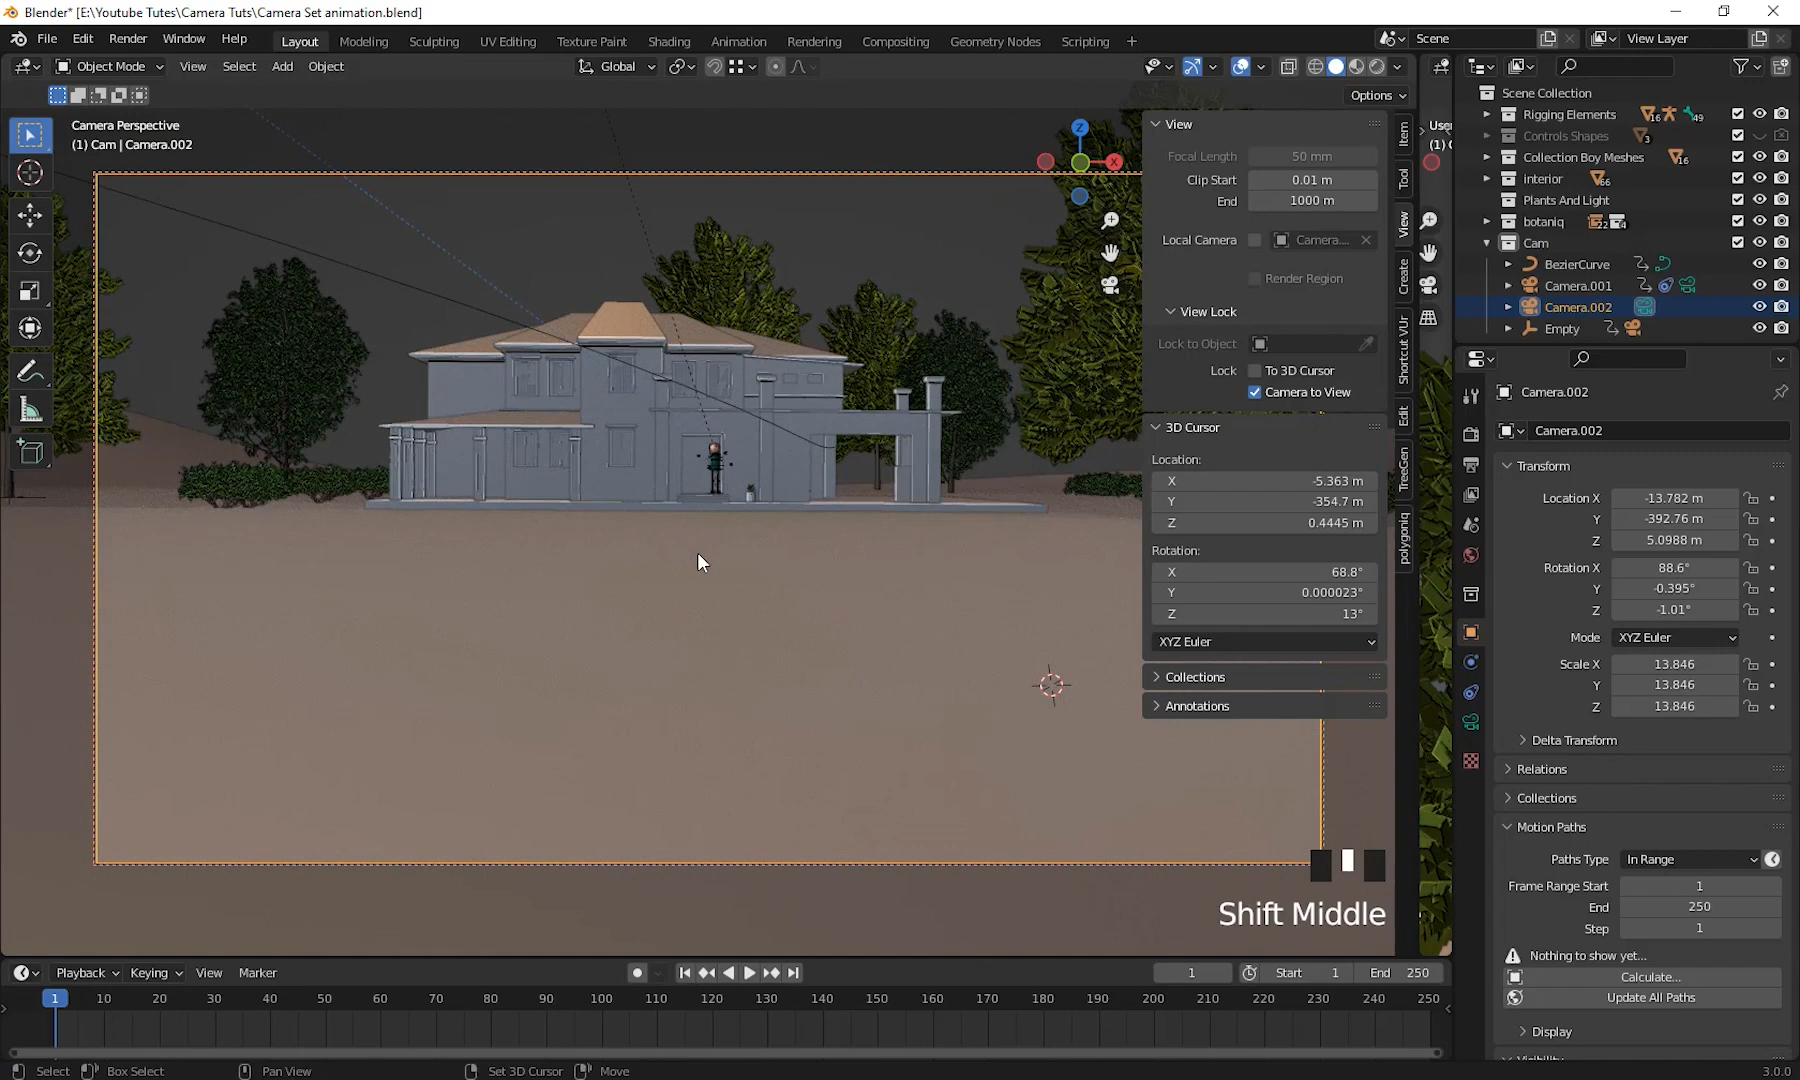 Blender* [E:\Youtube Tutes\Camera Tuts\Camera Set animation.blend]
File Edit Render Window Help
Layout Modeling Sculpting UV Editing Texture Paint Shading Animation Rendering Compositing Geometry Nodes Scripting +
Scene
View Layer
Object Mode View Select Add Object
Global
Options
Camera Perspective
(1) Cam | Camera.002
Z
X
View
Focal Length 50 mm
Clip Start 0.01 m
End 1000 m
Local Camera Camera....
Render Region
View Lock
Lock to Object
Lock To 3D Cursor
Camera to View
3D Cursor
Location:
X -5.363 m
Y -354.7 m
Z 0.4445 m
Rotation:
X 68.8°
Y 0.000023°
Z 13°
XYZ Euler
Collections
Annotations
Item
Tool
View
Create
Shortcut VUr
Edit
TreeGen
polygoniq
Use
(1) C
Shift Middle
Scene Collection
Rigging Elements 16 49
Controls Shapes 3
Collection Boy Meshes 16
interior 66
Plants And Light
botaniq 22 4
Cam
BezierCurve
Camera.001
Camera.002
Empty
Camera.002
Camera.002
Transform
Location X -13.782 m
Y -392.76 m
Z 5.0988 m
Rotation X 88.6°
Y -0.395°
Z -1.01°
Mode XYZ Euler
Scale X 13.846
Y 13.846
Z 13.846
Delta Transform
Relations
Collections
Motion Paths
Paths Type In Range
Frame Range Start 1
End 250
Step 1
Nothing to show yet...
Calculate...
Update All Paths
Display
Visibility
Playback Keying View Marker
1 Start 1 End 250
1 10 20 30 40 50 60 70 80 90 100 110 120 130 140 150 160 170 180 190 200 210 220 230 240 250
Select Box Select Pan View Set 3D Cursor Move 3.0.0